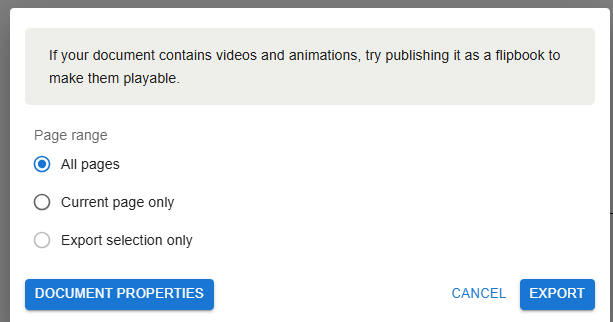 If your document contains videos and animations, try publishing it as a flipbook to
make them playable.
Page range
All pages
Current page only
Export selection only
DOCUMENT PROPERTIES
CANCEL
EXPORT